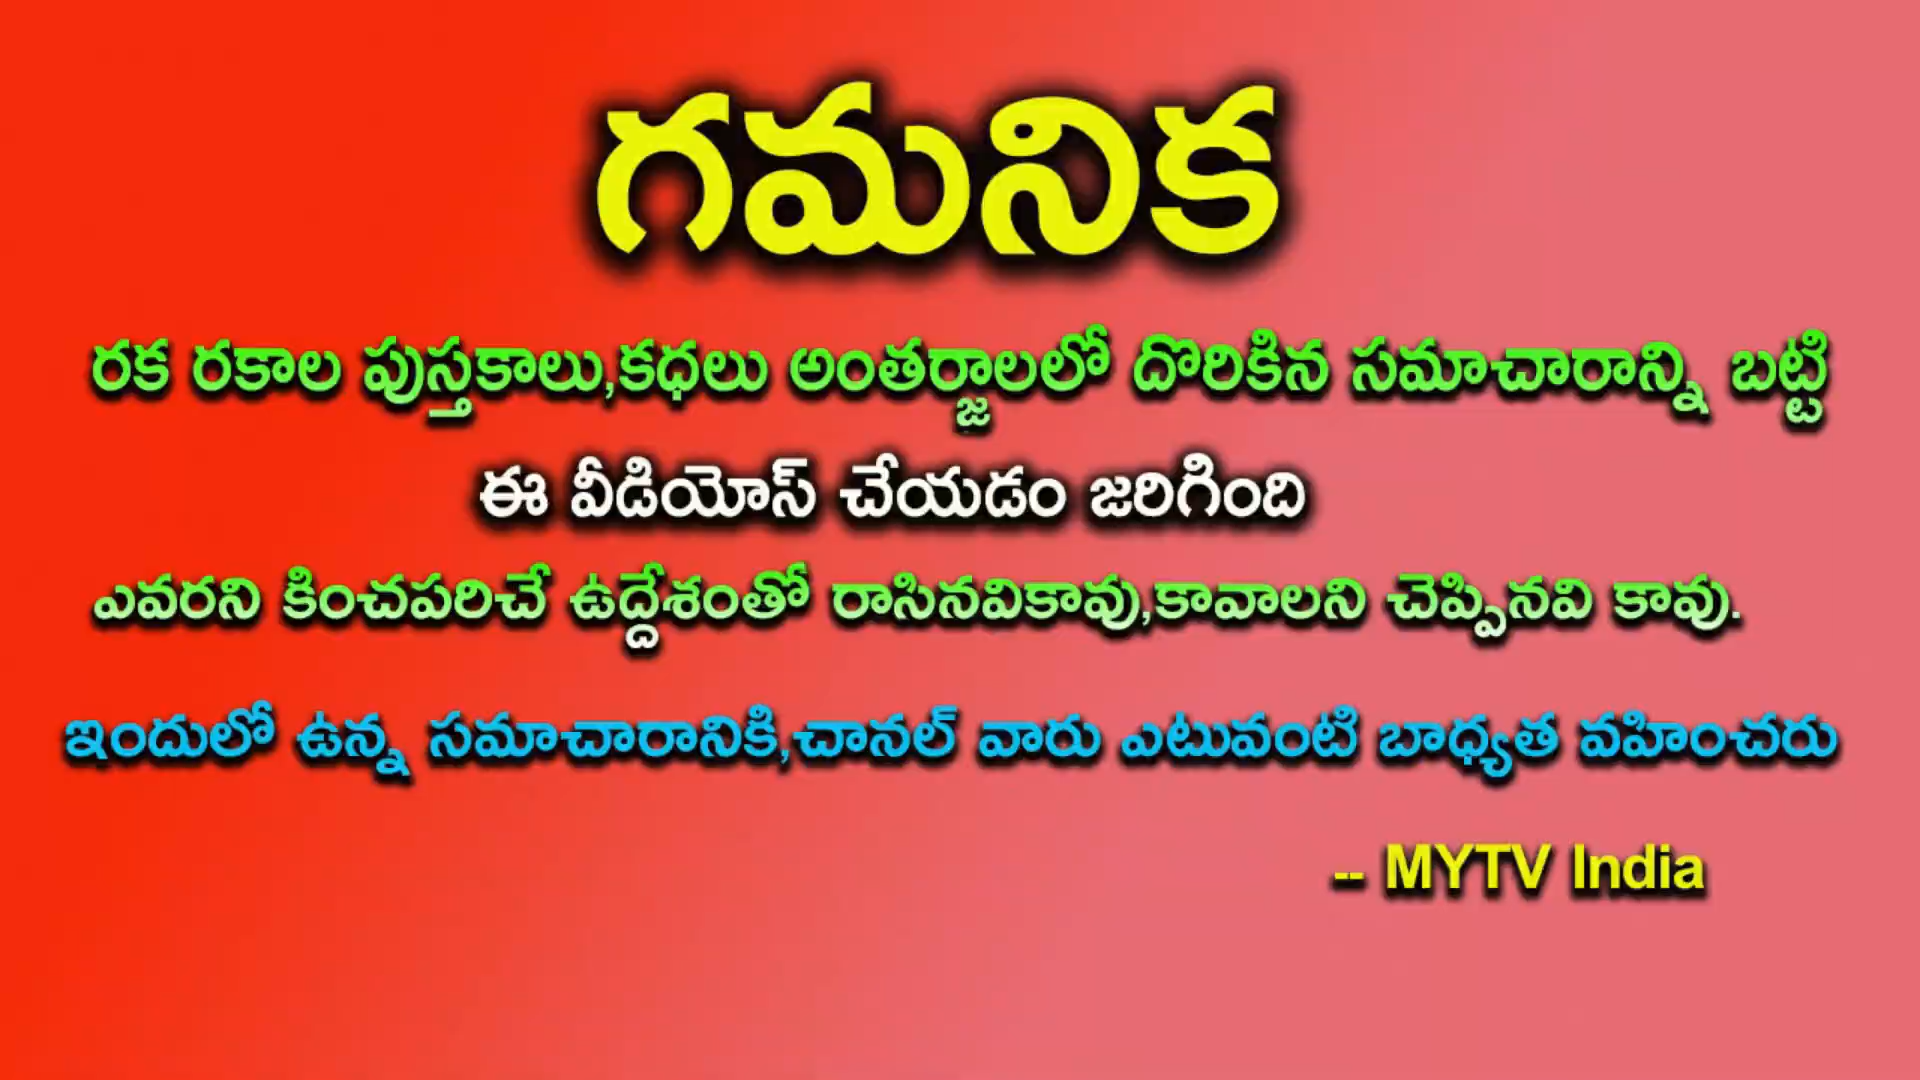 గమనిక
రక రకాల పుస్తకాలు,కధలు అంతర్జాలలో దొరికిన సమాచారాన్ని బట్టి
ఈ వీడియోస్ చేయడం జరిగింది
ఎవరని కించపరిచే ఉద్దేశంతో రాసినవికావు,కావాలని చెప్పినవి కావు.
ఇందులో ఉన్న సమాచారానికి,చానల్ వారు ఎటువంటి బాధ్యత వహించరు
-- MYTV India